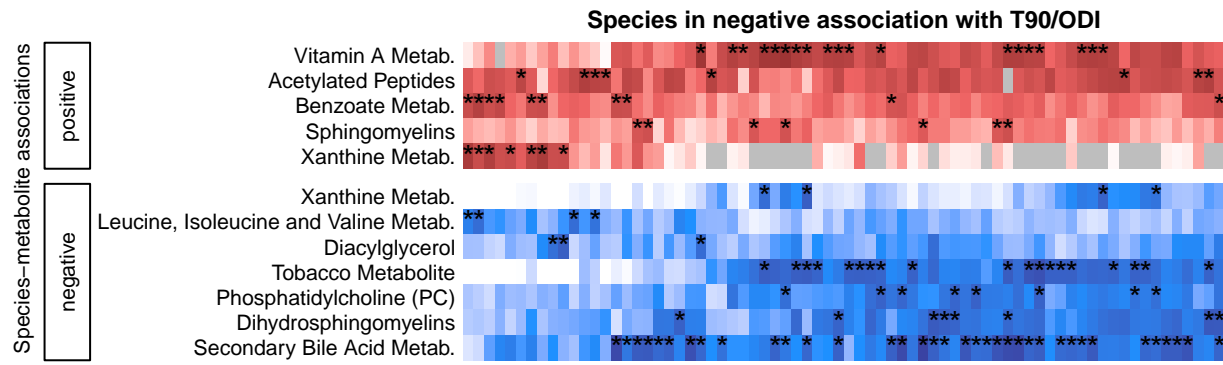 Species in negative association with T90/ODI
Species−metabolite associations
positive
Vitamin A Metab.
Acetylated Peptides
Benzoate Metab.
Sphingomyelins
Xanthine Metab.
negative
Xanthine Metab.
Leucine, Isoleucine and Valine Metab.
Diacylglycerol
Tobacco Metabolite
Phosphatidylcholine (PC)
Dihydrosphingomyelins
Secondary Bile Acid Metab.